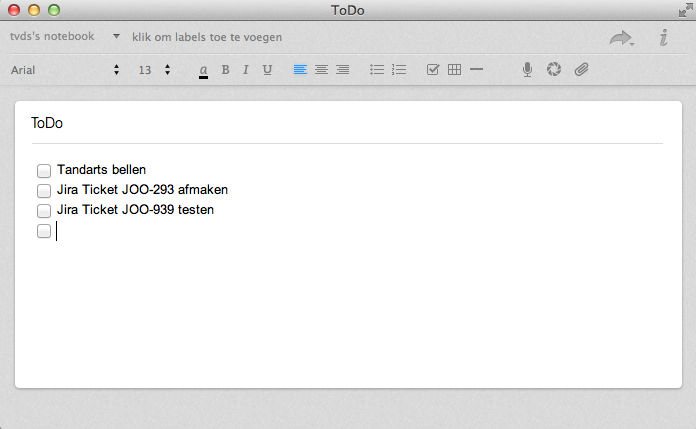 ToDo
tvds's notebook klik om labels toe te voegen
Arial 13 a B I U
ToDo
Tandarts bellen
Jira Ticket JOO-293 afmaken
Jira Ticket JOO-939 testen